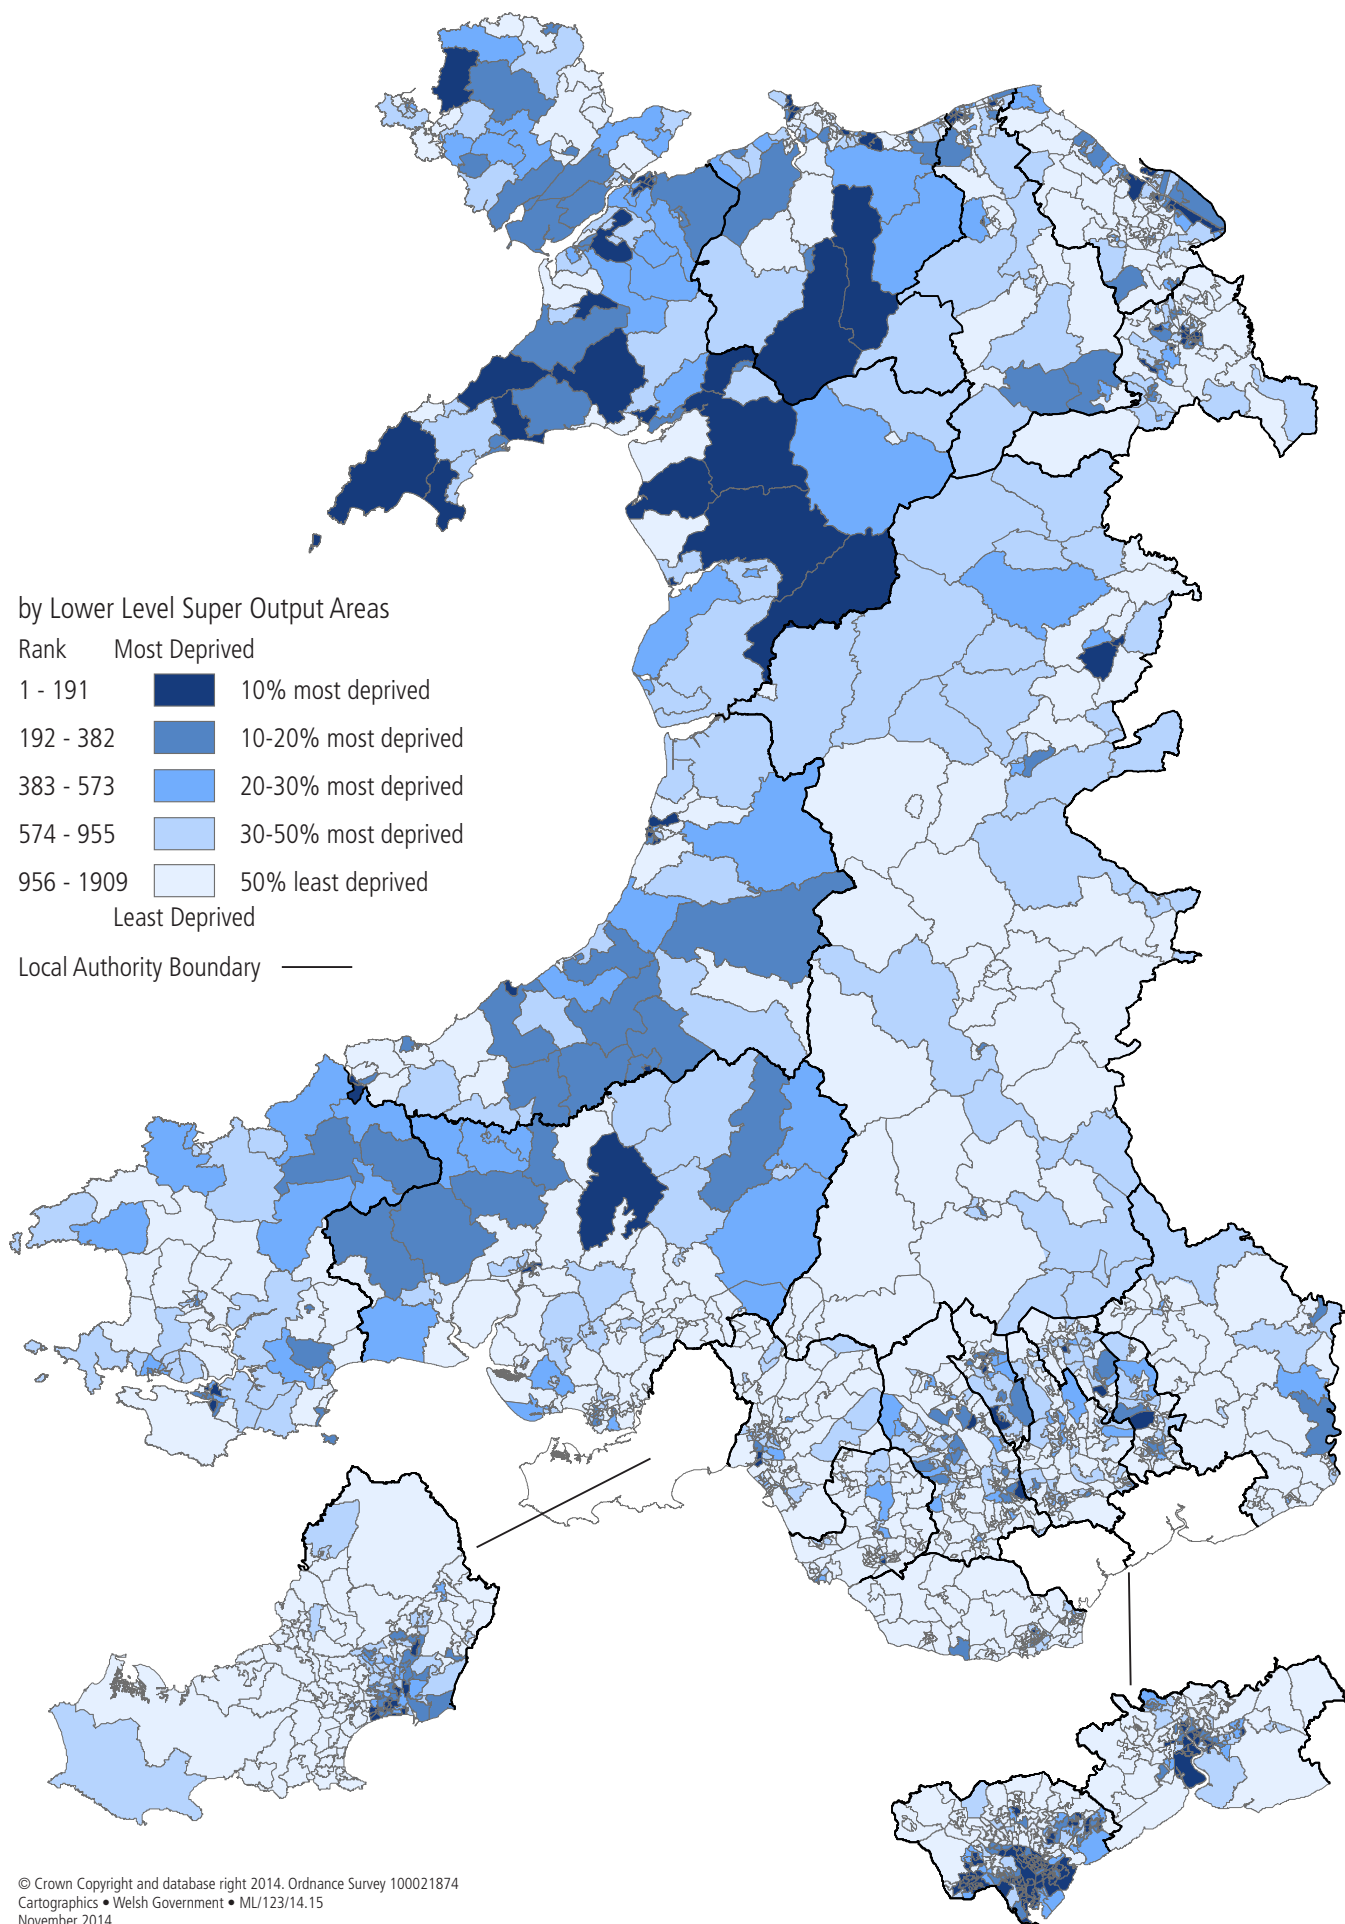 by Lower Level Super Output Areas
Rank Most Deprived
1 - 191 10% most deprived
192 - 382 10-20% most deprived
383 - 573 20-30% most deprived
574 - 955 30-50% most deprived
956 - 1909 50% least deprived
Least Deprived
Local Authority Boundary
© Crown Copyright and database right 2014. Ordnance Survey 100021874
Cartographics • Welsh Government • ML/123/14.15
November 2014